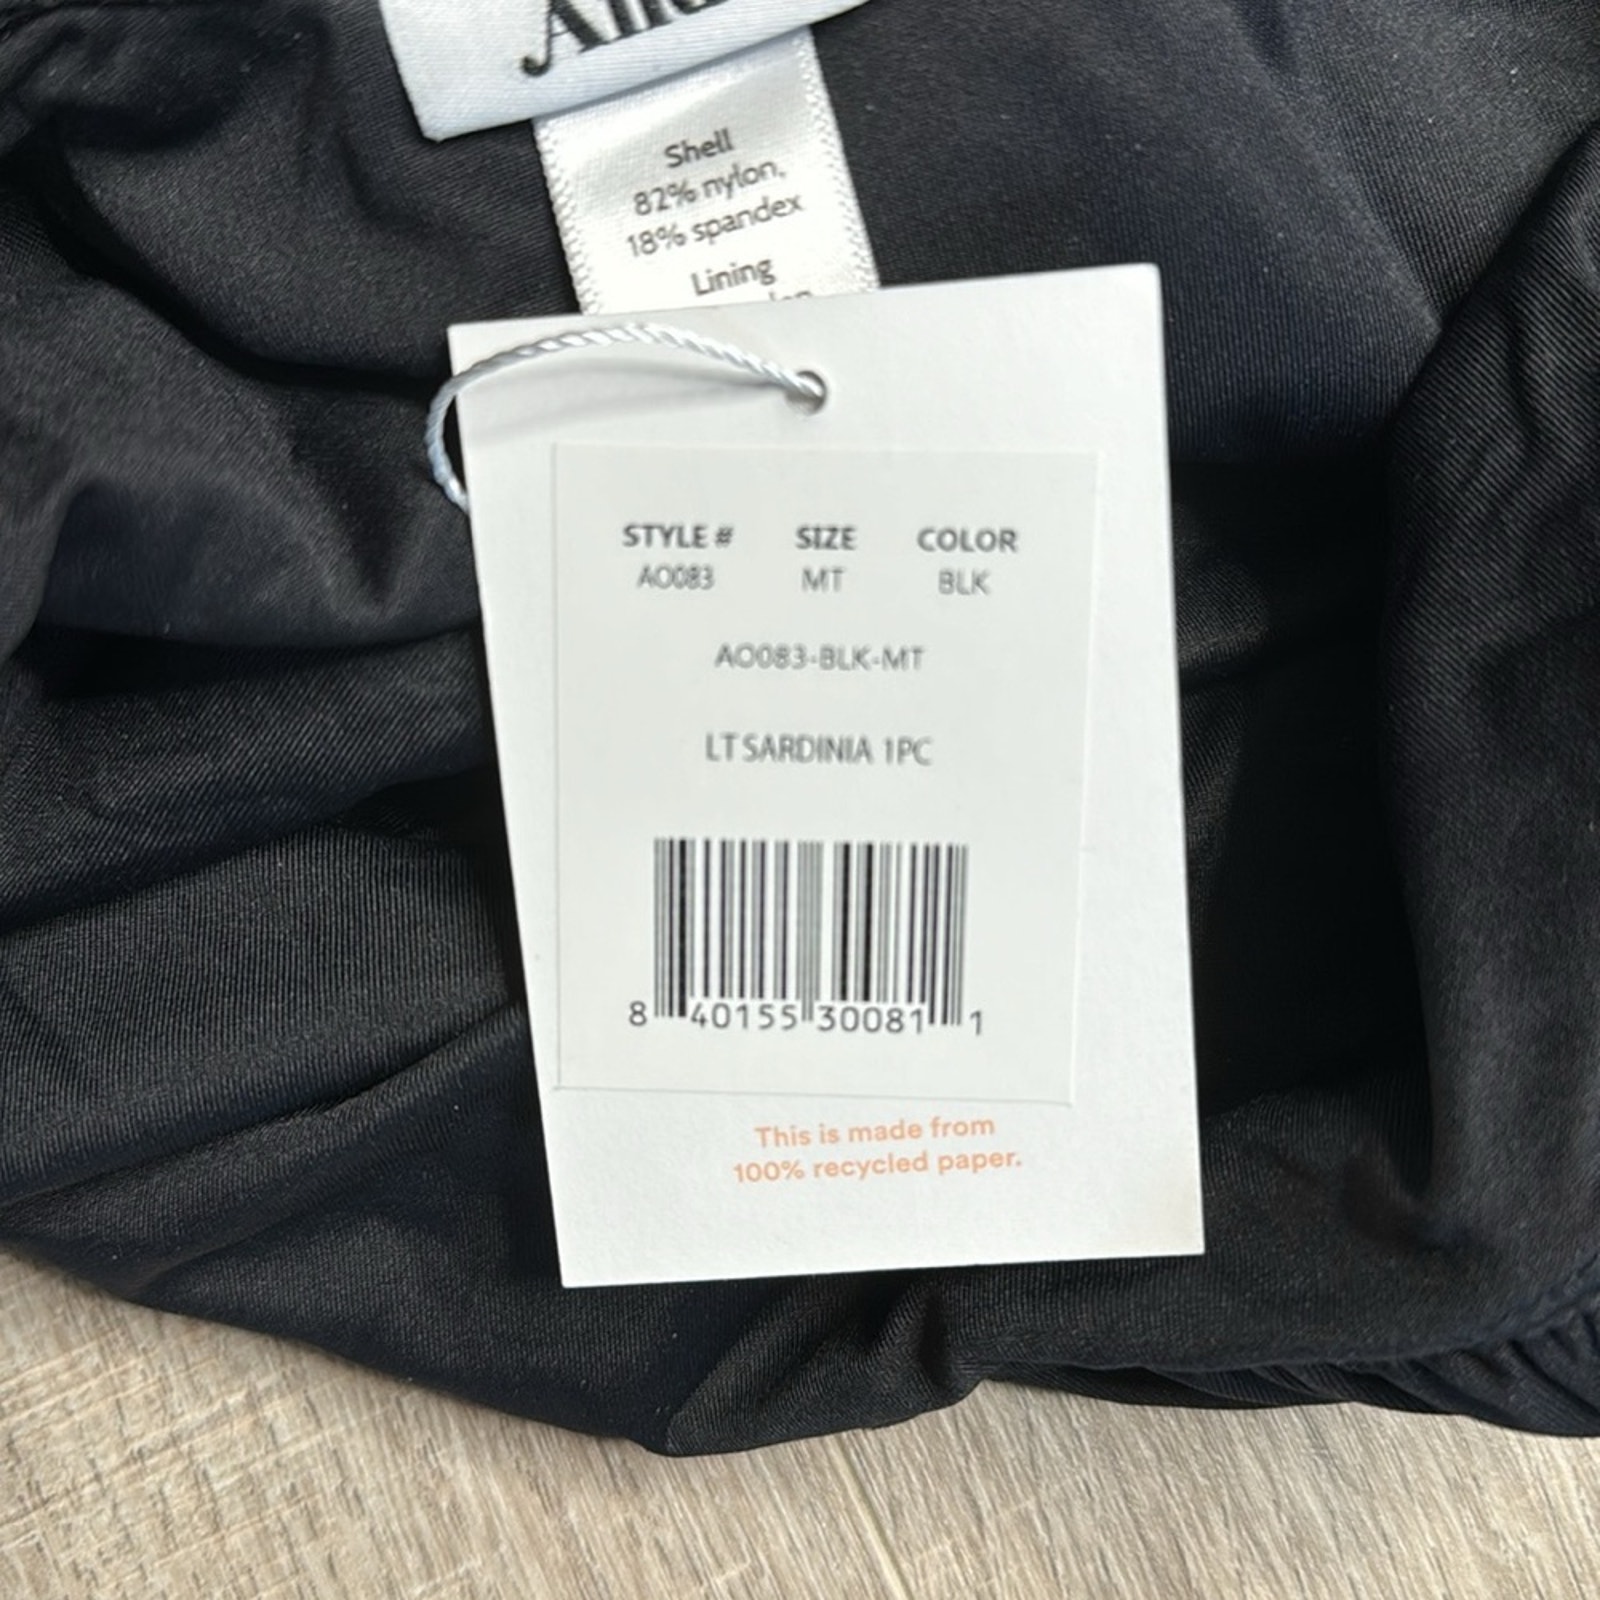 Shell
82% nylon,
18% spandex
Lining
STYLE # SIZE COLOR
AO083 MT BLK
AO083-BLK-MT
LT SARDINIA 1PC
8 40155 30081 1
This is made from
100% recycled paper.